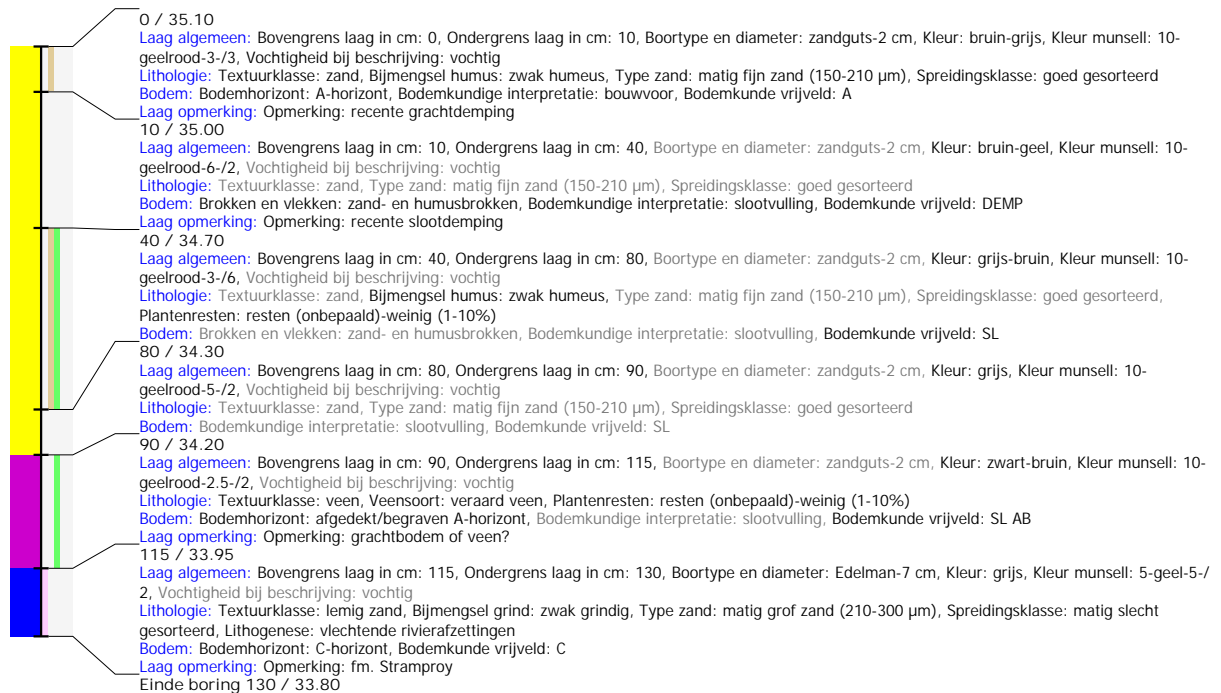 0 / 35.10
Laag algemeen: Bovengrens laag in cm: 0, Ondergrens laag in cm: 10, Boortype en diameter: zandguts-2 cm, Kleur: bruin-grijs, Kleur munsell: 10-
geelrood-3-/3, Vochtigheid bij beschrijving: vochtig
Lithologie: Textuurklasse: zand, Bijmengsel humus: zwak humeus, Type zand: matig fijn zand (150-210 µm), Spreidingsklasse: goed gesorteerd
Bodem: Bodemhorizont: A-horizont, Bodemkundige interpretatie: bouwvoor, Bodemkunde vrijveld: A
Laag opmerking: Opmerking: recente grachtdemping
10 / 35.00
Laag algemeen: Bovengrens laag in cm: 10, Ondergrens laag in cm: 40, Boortype en diameter: zandguts-2 cm, Kleur: bruin-geel, Kleur munsell: 10-
geelrood-6-/2, Vochtigheid bij beschrijving: vochtig
Lithologie: Textuurklasse: zand, Type zand: matig fijn zand (150-210 µm), Spreidingsklasse: goed gesorteerd
Bodem: Brokken en vlekken: zand- en humusbrokken, Bodemkundige interpretatie: slootvulling, Bodemkunde vrijveld: DEMP
Laag opmerking: Opmerking: recente slootdemping
40 / 34.70
Laag algemeen: Bovengrens laag in cm: 40, Ondergrens laag in cm: 80, Boortype en diameter: zandguts-2 cm, Kleur: grijs-bruin, Kleur munsell: 10-
geelrood-3-/6, Vochtigheid bij beschrijving: vochtig
Lithologie: Textuurklasse: zand, Bijmengsel humus: zwak humeus, Type zand: matig fijn zand (150-210 µm), Spreidingsklasse: goed gesorteerd,
Plantenresten: resten (onbepaald)-weinig (1-10%)
Bodem: Brokken en vlekken: zand- en humusbrokken, Bodemkundige interpretatie: slootvulling, Bodemkunde vrijveld: SL
80 / 34.30
Laag algemeen: Bovengrens laag in cm: 80, Ondergrens laag in cm: 90, Boortype en diameter: zandguts-2 cm, Kleur: grijs, Kleur munsell: 10-
geelrood-5-/2, Vochtigheid bij beschrijving: vochtig
Lithologie: Textuurklasse: zand, Type zand: matig fijn zand (150-210 µm), Spreidingsklasse: goed gesorteerd
Bodem: Bodemkundige interpretatie: slootvulling, Bodemkunde vrijveld: SL
90 / 34.20
Laag algemeen: Bovengrens laag in cm: 90, Ondergrens laag in cm: 115, Boortype en diameter: zandguts-2 cm, Kleur: zwart-bruin, Kleur munsell: 10-
geelrood-2.5-/2, Vochtigheid bij beschrijving: vochtig
Lithologie: Textuurklasse: veen, Veensoort: veraard veen, Plantenresten: resten (onbepaald)-weinig (1-10%)
Bodem: Bodemhorizont: afgedekt/begraven A-horizont, Bodemkundige interpretatie: slootvulling, Bodemkunde vrijveld: SL AB
Laag opmerking: Opmerking: grachtbodem of veen?
115 / 33.95
Laag algemeen: Bovengrens laag in cm: 115, Ondergrens laag in cm: 130, Boortype en diameter: Edelman-7 cm, Kleur: grijs, Kleur munsell: 5-geel-5-/
2, Vochtigheid bij beschrijving: vochtig
Lithologie: Textuurklasse: lemig zand, Bijmengsel grind: zwak grindig, Type zand: matig grof zand (210-300 µm), Spreidingsklasse: matig slecht
gesorteerd, Lithogenese: vlechtende rivierafzettingen
Bodem: Bodemhorizont: C-horizont, Bodemkunde vrijveld: C
Laag opmerking: Opmerking: fm. Stramproy
Einde boring 130 / 33.80